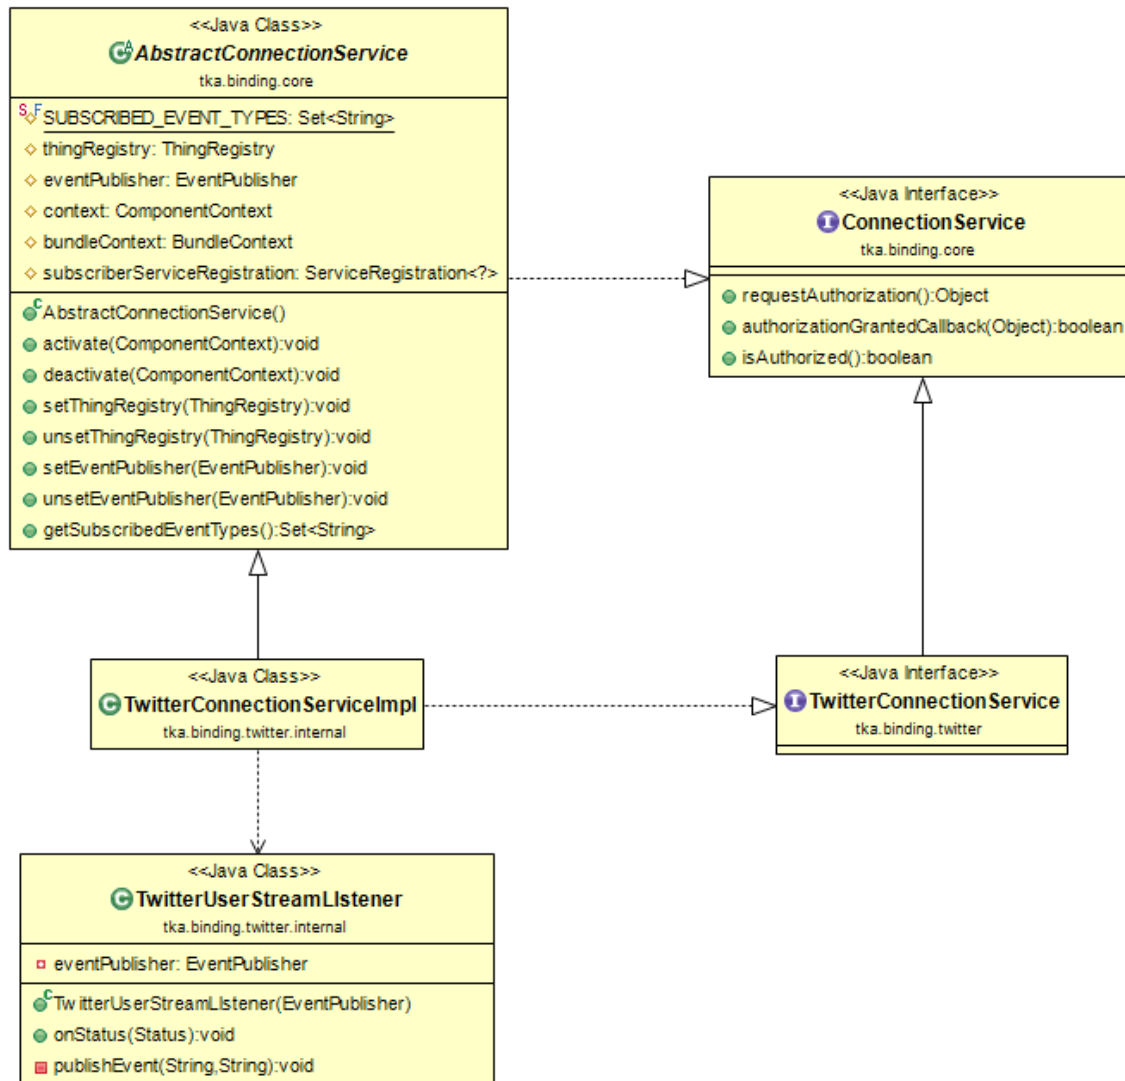 <<Java Class>>
AbstractConnectionService
tka.binding.core
SUBSCRIBED_EVENT_TYPES: Set<String>
thingRegistry: ThingRegistry
eventPublisher: EventPublisher
context: ComponentContext
bundleContext: BundleContext
subscriberServiceRegistration: ServiceRegistration<?>
AbstractConnectionService()
activate(ComponentContext):void
deactivate(ComponentContext):void
setThingRegistry(ThingRegistry):void
unsetThingRegistry(ThingRegistry):void
setEventPublisher(EventPublisher):void
unsetEventPublisher(EventPublisher):void
getSubscribedEventTypes():Set<String>
<<Java Interface>>
ConnectionService
tka.binding.core
requestAuthorization():Object
authorizationGrantedCallback(Object):boolean
isAuthorized():boolean
<<Java Class>>
TwitterConnectionServiceImpl
tka.binding.twitter.internal
<<Java Interface>>
TwitterConnectionService
tka.binding.twitter
<<Java Class>>
TwitterUserStreamLIstener
tka.binding.twitter.internal
eventPublisher: EventPublisher
TwitterUserStreamLIstener(EventPublisher)
onStatus(Status):void
publishEvent(String,String):void